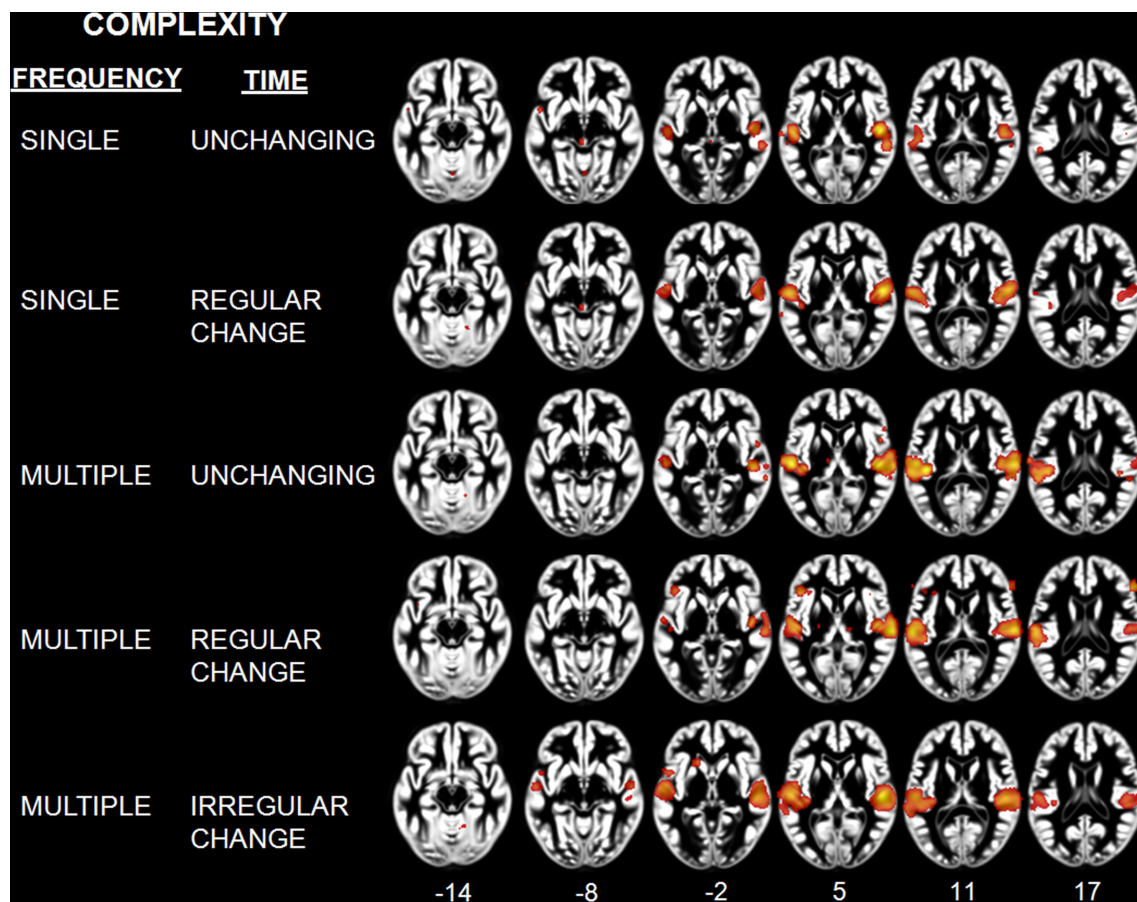 COMPLEXITY
FREQUENCY TIME
SINGLE UNCHANGING
SINGLE REGULAR
CHANGE
MULTIPLE UNCHANGING
MULTIPLE REGULAR
CHANGE
MULTIPLE IRREGULAR
CHANGE
-14 -8 -2 5 11 17